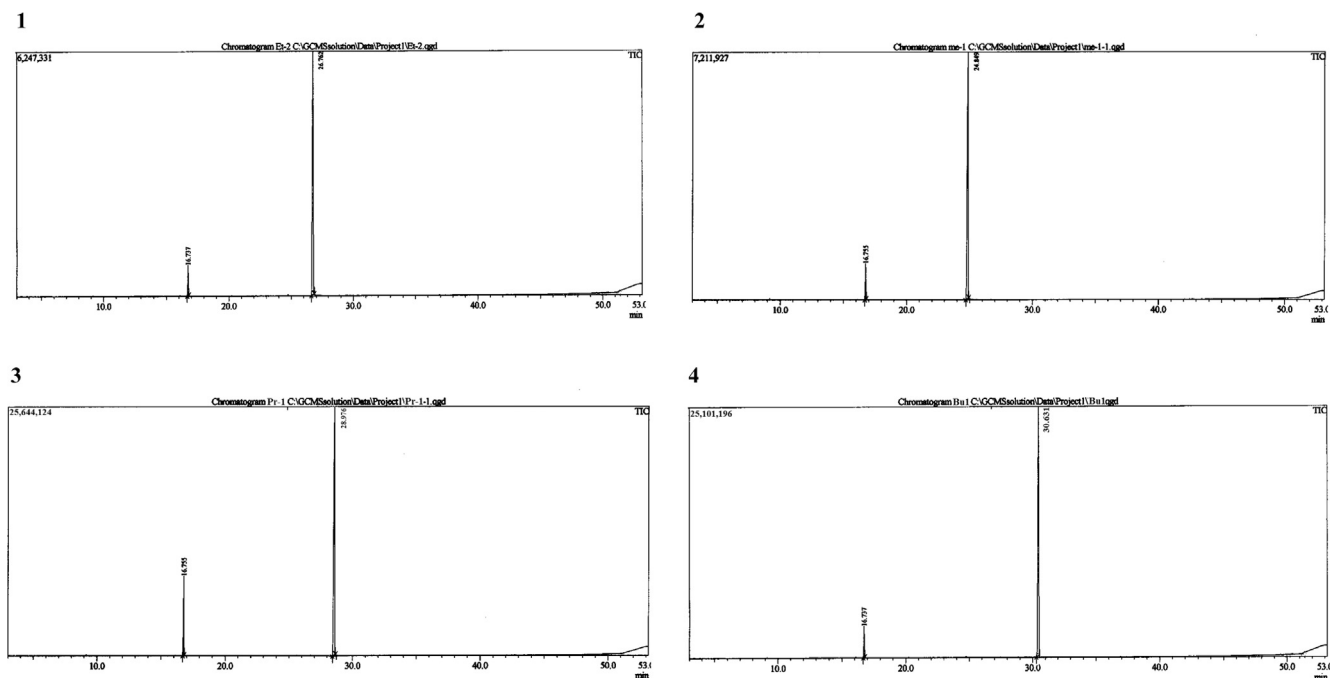 1
Chromatogram Et-2 C:\GCMSsolution\Data\Project1\Et-2.qgd
6,247,331
TIC
26.762
16.737
10.0 20.0 30.0 40.0 50.0 53.0
min
2
Chromatogram me-1 C:\GCMSsolution\Data\Project1\me-1-1.qgd
7,211,927
TIC
24.849
16.755
10.0 20.0 30.0 40.0 50.0 53.0
min
3
Chromatogram Pr-1 C:\GCMSsolution\Data\Project1\Pr-1-1.qgd
25,644,124
TIC
28.976
16.755
10.0 20.0 30.0 40.0 50.0 53.0
min
4
Chromatogram Bu1 C:\GCMSsolution\Data\Project1\Bu1qgd
25,101,196
TIC
30.631
16.737
10.0 20.0 30.0 40.0 50.0 53.0
min